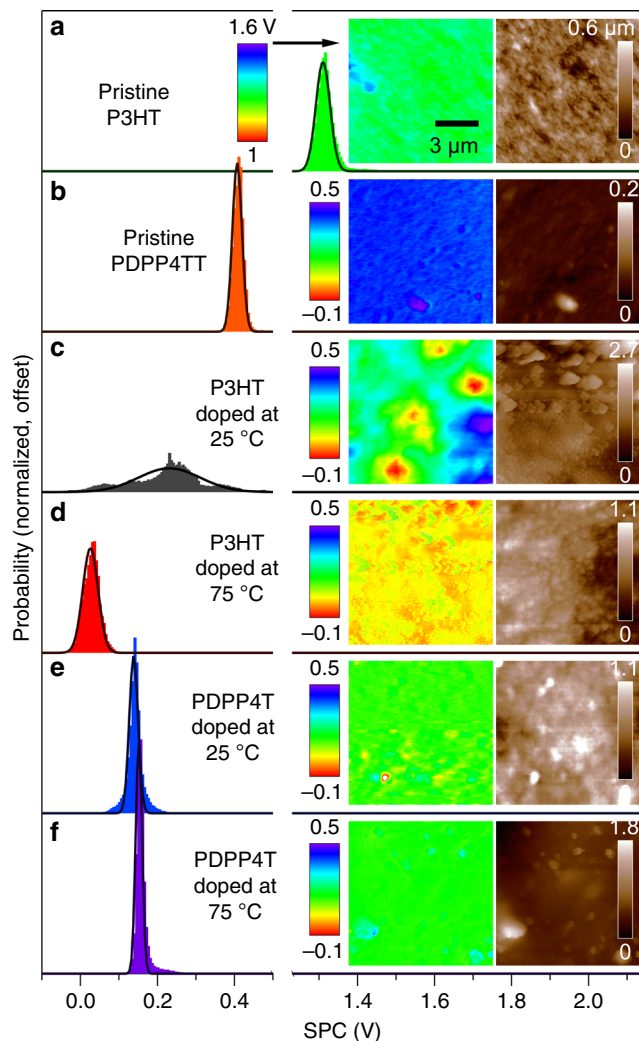 a
1.6 V
0.6 µm
Pristine
P3HT
3 µm
1
0
b
0.5
0.2
Pristine
PDPP4TT
–0.1
0
c
0.5
2.7
P3HT
doped at
25 °C
–0.1
0
d
0.5
1.1
P3HT
doped at
75 °C
–0.1
0
e
0.5
1.1
PDPP4T
doped at
25 °C
–0.1
0
f
0.5
1.8
PDPP4T
doped at
75 °C
–0.1
0
Probability (normalized, offset)
0.0 0.2 0.4 1.4 1.6 1.8 2.0
SPC (V)